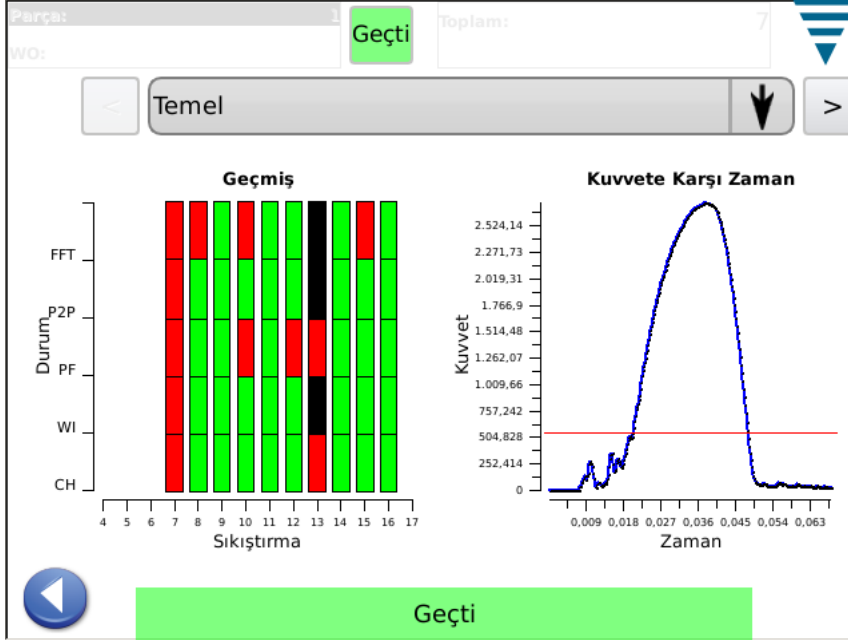 Parça: 1
Geçti
Toplam: 7
WO:
<
Temel
>
Geçmiş
Durum
FFT
P2P
PF
WI
CH
4 5 6 7 8 9 10 11 12 13 14 15 16 17
Sıkıştırma
Kuvvete Karşı Zaman
Kuvvet
2.524,14
2.271,73
2.019,31
1.766,9
1.514,48
1.262,07
1.009,66
757,242
504,828
252,414
0
0,009 0,018 0,027 0,036 0,045 0,054 0,063
Zaman
Geçti